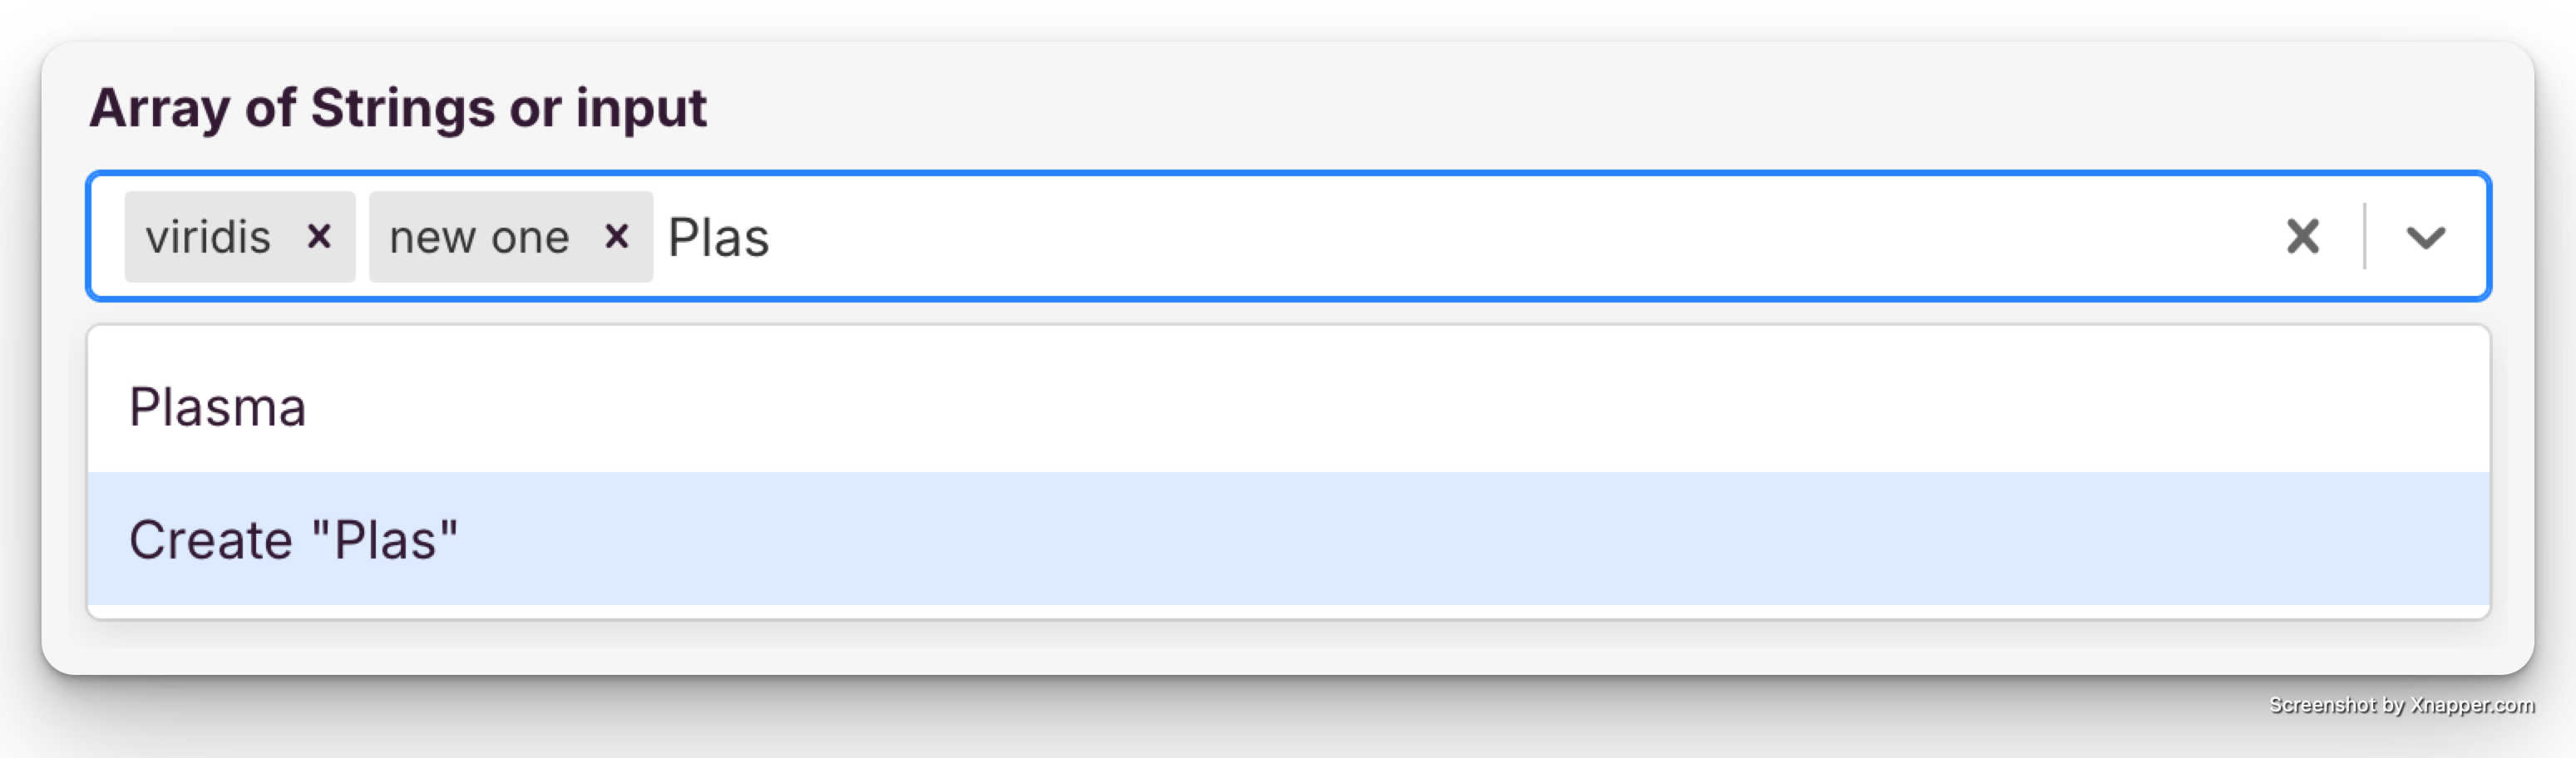 Array of Strings or input
viridis new one Plas
Plasma
Create "Plas"
Screenshot by Xnapper.com